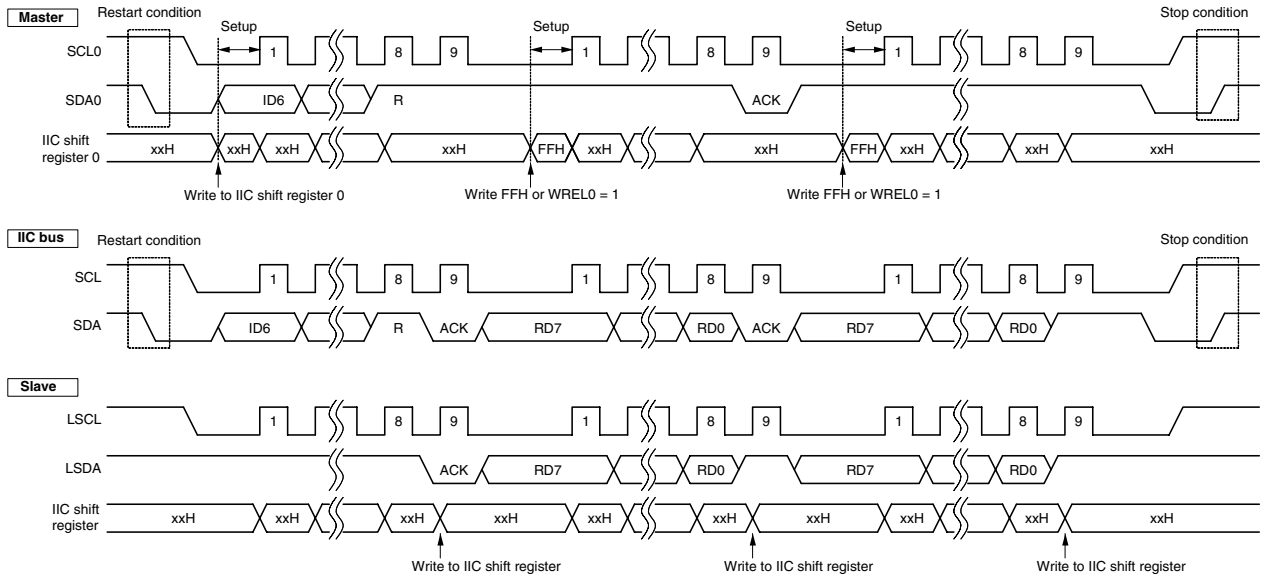 Master
Restart condition
Stop condition
Setup Setup Setup
SCL0 1 8 9 1 8 9 1 8 9
SDA0 ID6 R ACK
IIC shift
register 0
xxH xxH xxH xxH FFH xxH xxH FFH xxH xxH xxH
Write to IIC shift register 0
Write FFH or WREL0 = 1
Write FFH or WREL0 = 1
IIC bus
Restart condition
Stop condition
SCL 1 8 9 1 8 9 1 8 9
SDA ID6 R ACK RD7 RD0 ACK RD7 RD0
Slave
LSCL 1 8 9 1 8 9 1 8 9
LSDA ACK RD7 RD0 RD7 RD0
IIC shift
register
xxH xxH xxH xxH xxH xxH xxH xxH xxH xxH
Write to IIC shift register
Write to IIC shift register
Write to IIC shift register